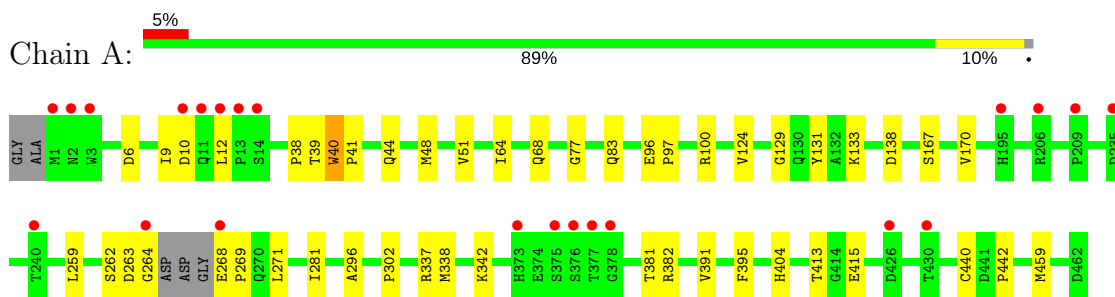 5%
Chain A:
89% 10% •
GLY ALA M1 N2 W3 D6 I9 D10 Q11 L12 P13 S14 P38 T39 W40 P41 Q44 M48 V51 I64 Q68 G77 Q83 E96 P97 R100 V124 G129 Q130 Y131 A132 K133 D138 S167 V170 H195 R206 P209
T240 L259 S262 D263 G264 ASP ASP GLY E268 P269 Q270 L271 I281 A296 P302 R337 M338 K342 H373 E374 S375 S376 T377 G378 T381 R382 V391 F395 H404 T413 G414 E415 D426 T430 C440 D441 P442 M459 D462